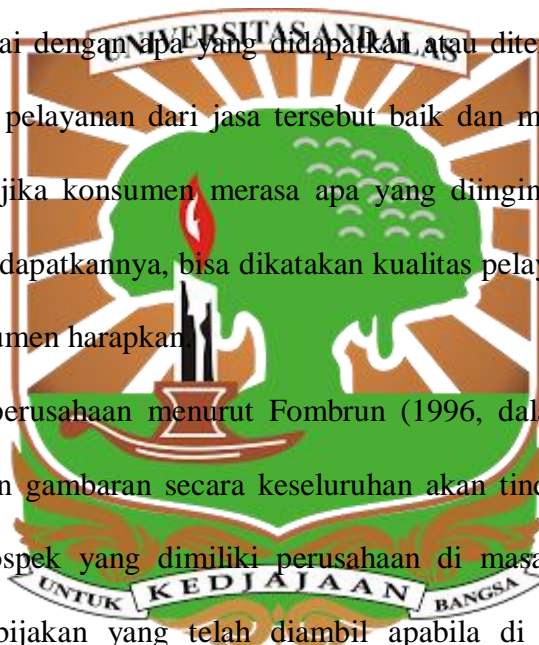 ai dengan apa yang didapatkan atau dite
UNIVERSITAS ANDALAS
pelayanan dari jasa tersebut baik dan m
jika konsumen merasa apa yang diingin
dapatkannya, bisa dikatakan kualitas pelay
umen harapkan.
perusahaan menurut Fombrun (1996, dal
n gambaran secara keseluruhan akan tind
ospek yang dimiliki perusahaan di masa
UNTUK KEDJAJAAN BANGSA
bijakan yang telah diambil apabila di